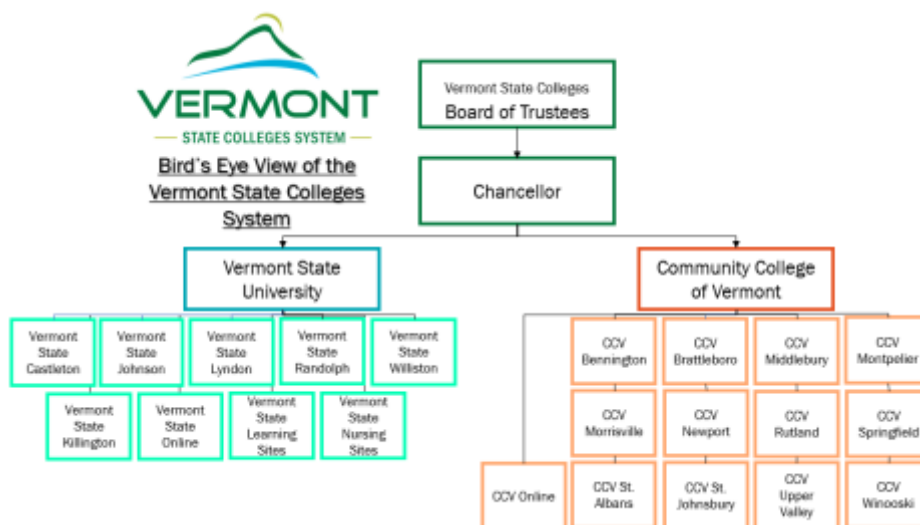 VERMONT
STATE COLLEGES SYSTEM
Bird's Eye View of the
Vermont State Colleges
System
Vermont State Colleges
Board of Trustees
Chancellor
Vermont State
University
Community College
of Vermont
Vermont
State
Castleton
Vermont
State
Johnson
Vermont
State
Lyndon
Vermont
State
Randolph
Vermont
State
Williston
Vermont
State
Killington
Vermont
State
Online
Vermont
State
Learning
Sites
Vermont
State
Nursing
Sites
CCV
Bennington
CCV
Brattleboro
CCV
Middlebury
CCV
Montpelier
CCV
Morrisville
CCV
Newport
CCV
Rutland
CCV
Springfield
CCV Online
CCV St.
Albans
CCV St.
Johnsbury
CCV
Upper
Valley
CCV
Winooski